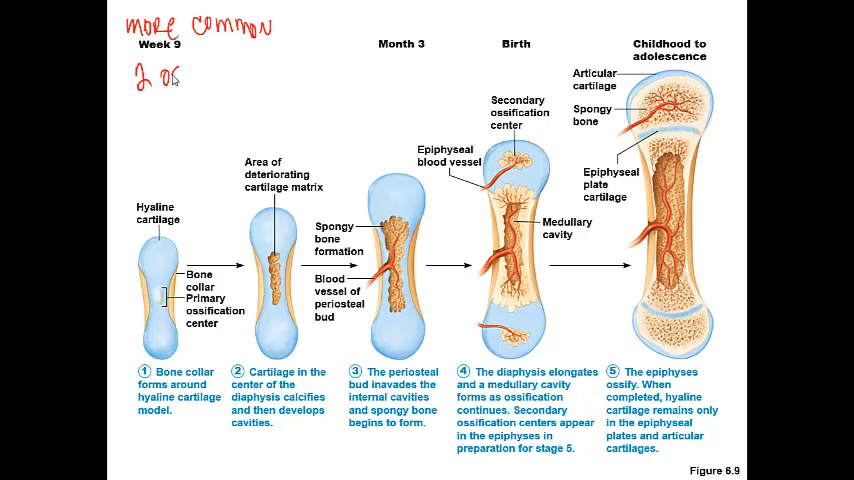 more common
Week 9
Month 3
Birth
Childhood to
adolescence
2
Articular
cartilage
Secondary
ossification
center
Spongy
bone
Epiphyseal
blood vessel
Area of
deteriorating
cartilage matrix
Epiphyseal
plate
cartilage
Hyaline
cartilage
Spongy
bone
formation
Medullary
cavity
Bone
collar
Primary
ossification
center
Blood
vessel of
periosteal
bud
1 Bone collar
forms around
hyaline cartilage
model.
2 Cartilage in the
center of the
diaphysis calcifies
and then develops
cavities.
3 The periosteal
bud inavades the
internal cavities
and spongy bone
begins to form.
4 The diaphysis elongates
and a medullary cavity
forms as ossification
continues. Secondary
ossification centers appear
in the epiphyses in
preparation for stage 5.
5 The epiphyses
ossify. When
completed, hyaline
cartilage remains only
in the epiphyseal
plates and articular
cartilages.
Figure 6.9